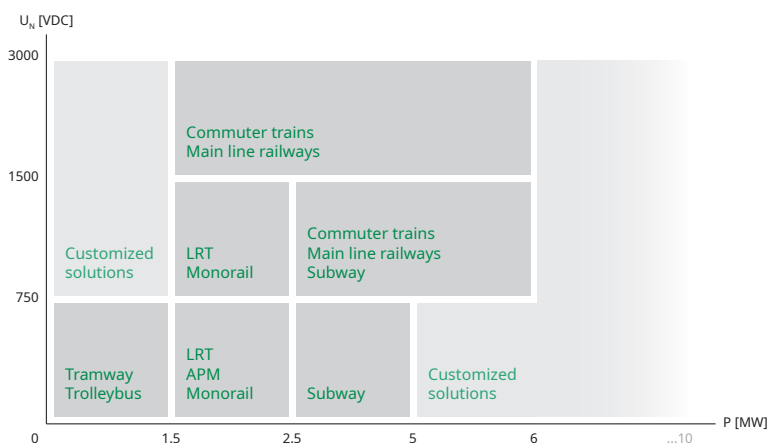 U_N [VDC]
3000
Commuter trains
Main line railways
1500
Commuter trains
Main line railways
Subway
Customized
solutions
LRT
Monorail
750
LRT
APM
Monorail
Tramway
Trolleybus
Subway
Customized
solutions
P [MW]
0 1.5 2.5 5 6 ...10